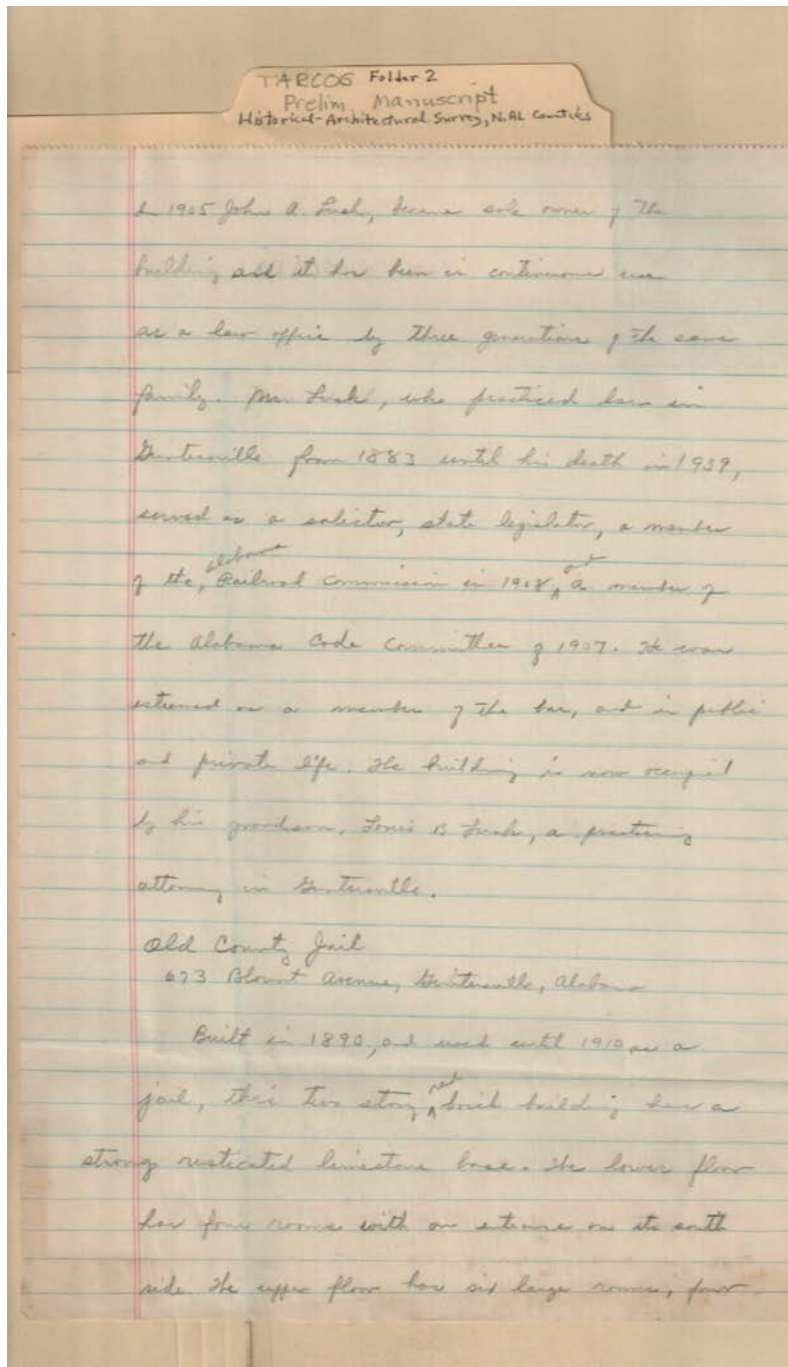 TARCOG Folder 2
Prelim. Manuscript
Historical-Architectural Survey, N. AL Counties
In 1905 John A. Lusk, became sole owner of the
building and it has been in continuous use
as a law office by three generations of the same
family. Mr. Lusk, who practiced law in
Guntersville from 1883 until his death in 1939,
served as a solicitor, state legislator, a member
of the Alabama Railroad Commission in 1908, and a member of
the Alabama Code Committee of 1907. He was
esteemed as a member of the bar, and in public
and private life. The building is now occupied
by his grandson, Louis B Lusk, a practicing
attorney in Guntersville.
Old County Jail
673 Blount Avenue, Guntersville, Alabama
Built in 1890, and used until 1910 as a
jail, this two story red brick building has a
strong rusticated limestone base. The lower floor
has four rooms with an entrance on its south
side. The upper floor has six large rooms, four